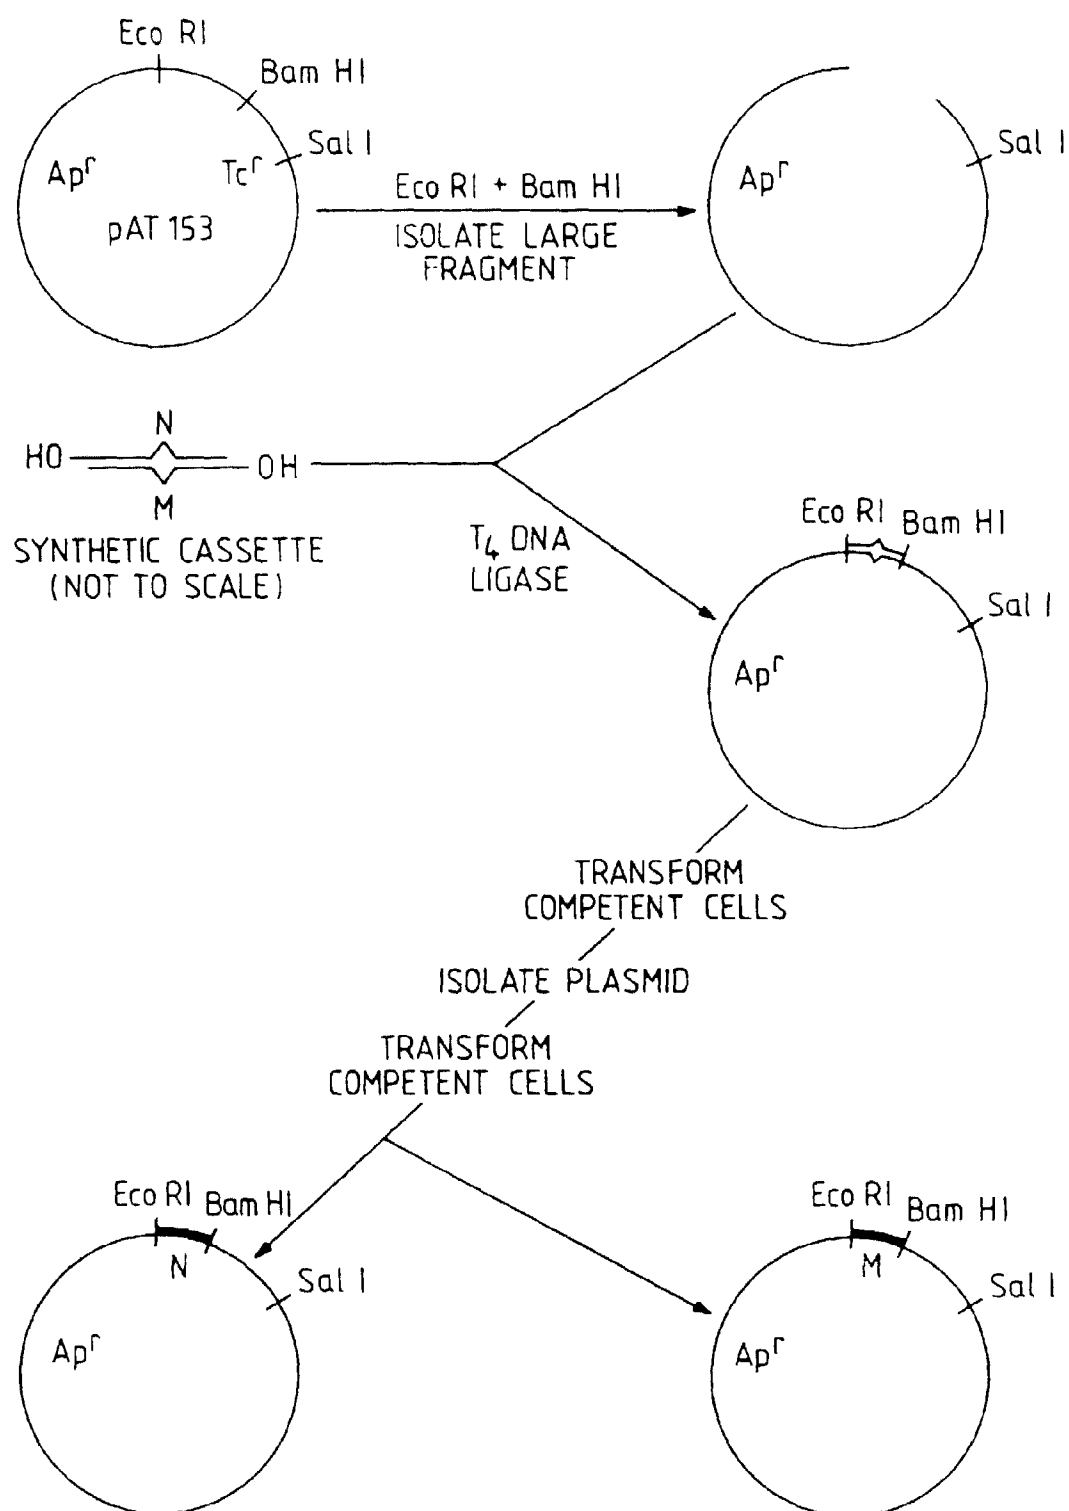 Eco RI
Bam HI
Sal I
Apr
Tcr
pAT 153
Eco RI + Bam HI
ISOLATE LARGE
FRAGMENT
Apr
Sal I
N
HO
OH
M
SYNTHETIC CASSETTE
(NOT TO SCALE)
T4 DNA
LIGASE
Eco RI
Bam HI
Sal I
Apr
TRANSFORM
COMPETENT CELLS
ISOLATE PLASMID
TRANSFORM
COMPETENT CELLS
Eco RI
Bam HI
N
Sal I
Apr
Eco RI
Bam HI
M
Sal I
Apr